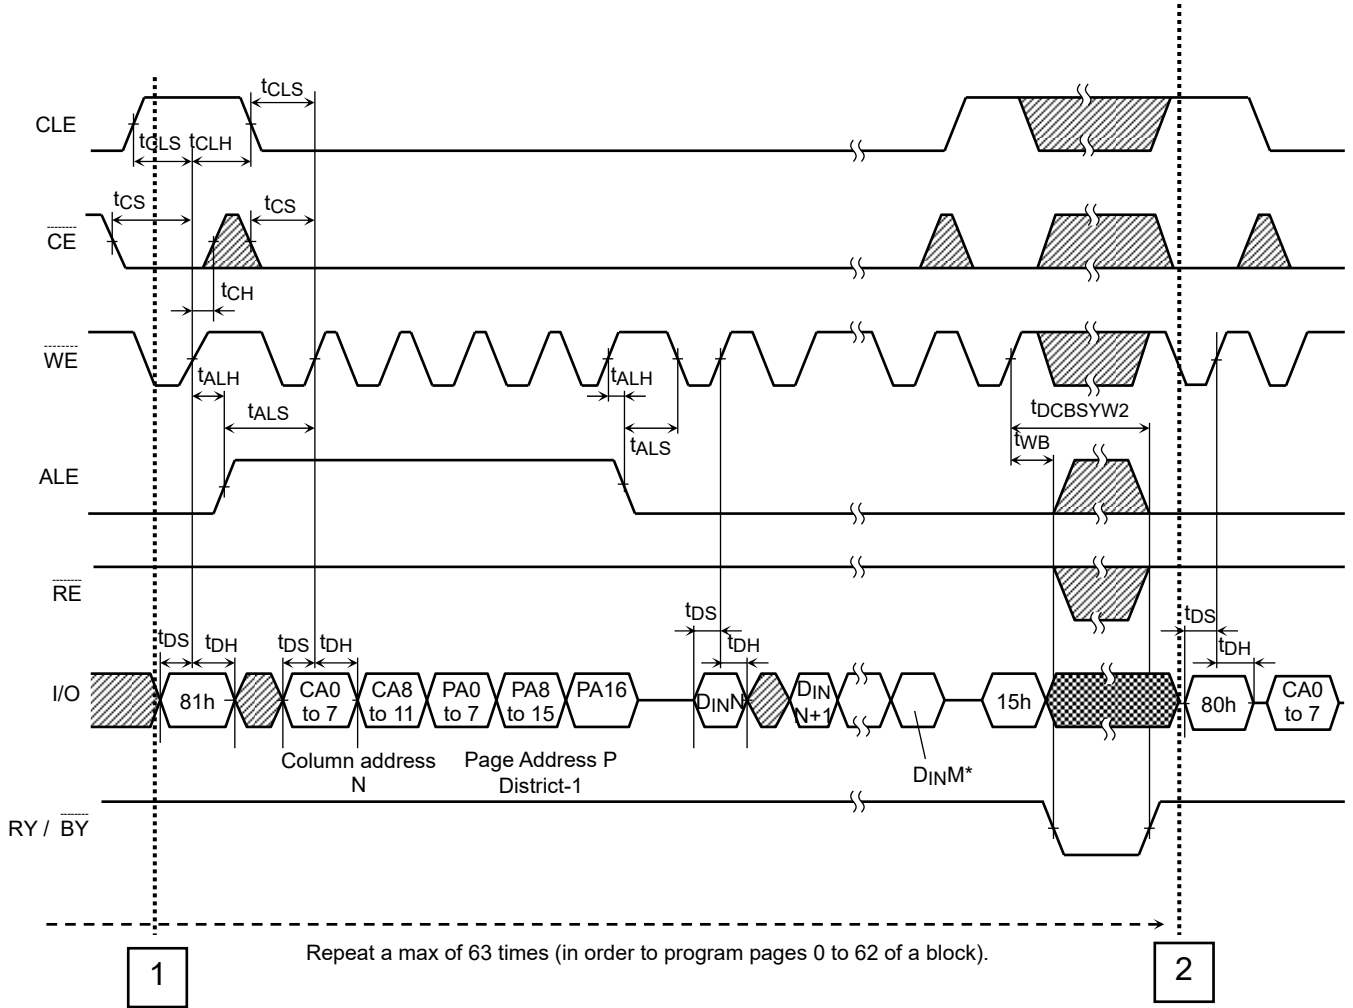 tCLS
CLE
tCLS tCLH
tCS tCS
CE
tCH
WE
tALH tALH
tALS tDCBSYW2
tALS tWB
ALE
RE
tDS tDH tDS tDH tDS tDH tDS tDH
I/O 81h CA0 to 7 CA8 to 11 PA0 to 7 PA8 to 15 PA16 DINN DIN N+1 15h 80h CA0 to 7
Column address N
Page Address P District-1
DINM*
RY / BY
Repeat a max of 63 times (in order to program pages 0 to 62 of a block).
1 2